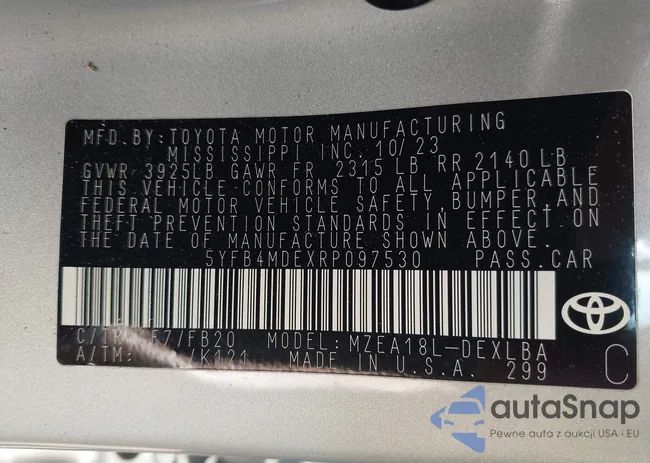 MFD.BY:TOYOTA MOTOR MANUFACTURING
MISSISSIPPI INC. 10/23
GVWR 3925LB GAWR FR 2315 LB RR 2140 LB
THIS VEHICLE CONFORMS TO ALL APPLICABLE
FEDERAL MOTOR VEHICLE SAFETY, BUMPER, AND
THEFT PREVENTION STANDARDS IN EFFECT ON
THE DATE OF MANUFACTURE SHOWN ABOVE.
5YFB4MDEXRP097530 PASS.CAR
/FB20 MODEL: MZEA18L-DEXLBA
A/TM: /K121 MADE IN U.S.A. 299 C
autaSnap
Pewne auta z aukcji USA i EU